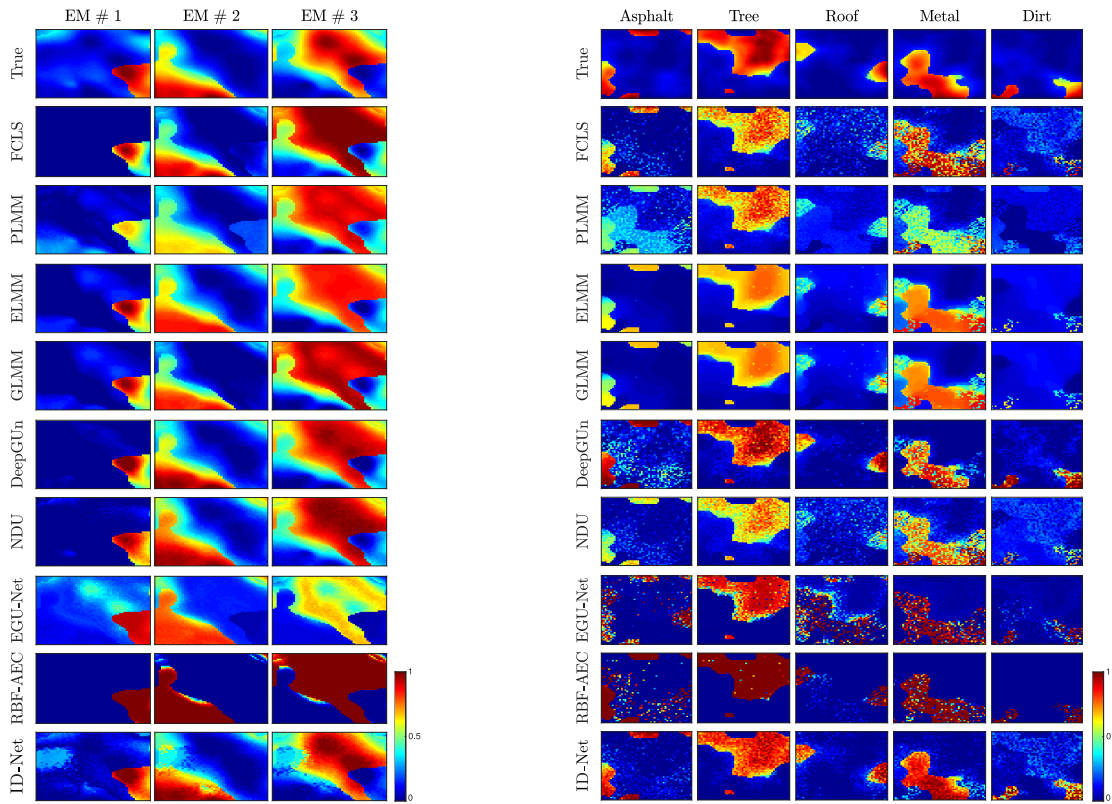 EM # 1 EM # 2 EM # 3
True
FCLS
PLMM
ELMM
GLMM
DeepGUn
NDU
EGU-Net
RBF-AEC
ID-Net
1
0.5
0
Asphalt Tree Roof Metal Dirt
True
FCLS
PLMM
ELMM
GLMM
DeepGUn
NDU
EGU-Net
RBF-AEC
ID-Net
1
0.5
0